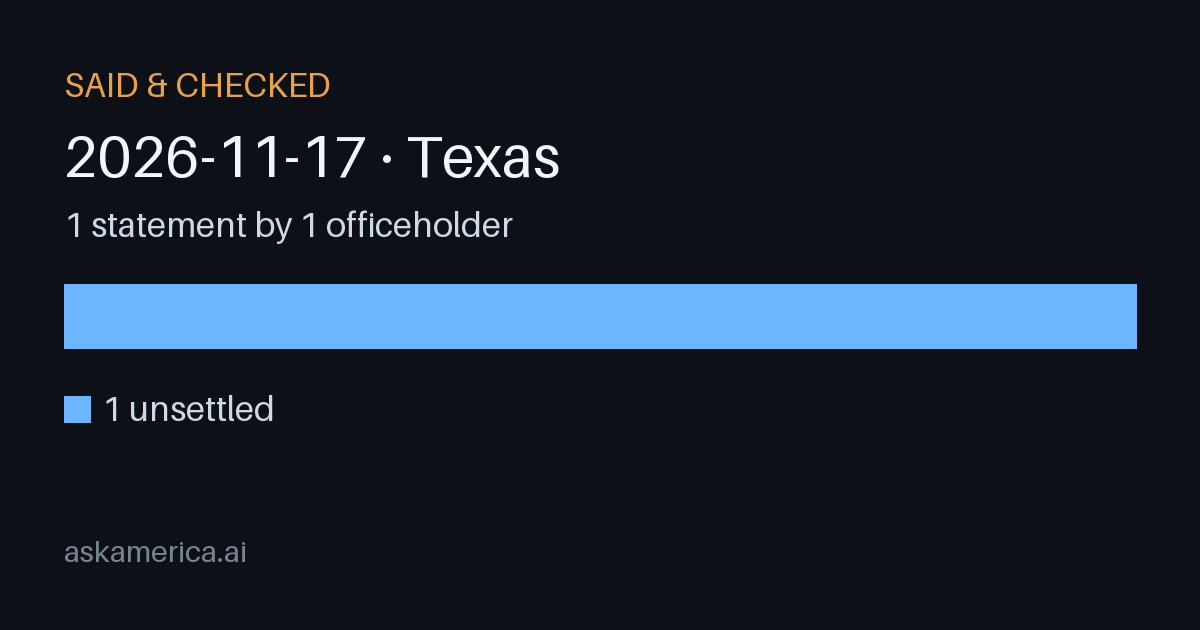 SAID & CHECKED
2026-11-17 · Texas
1 statement by 1 officeholder
1 unsettled
askamerica.ai